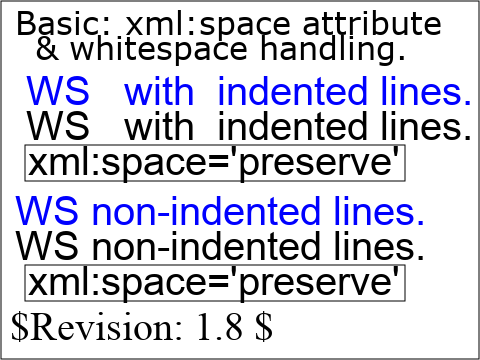 Basic: xml:space attribute
& whitespace handling.
WS   with  indented lines.
WS   with  indented lines.
xml:space='preserve'
WS non-indented lines.
WS non-indented lines.
xml:space='preserve'
$Revision: 1.8 $